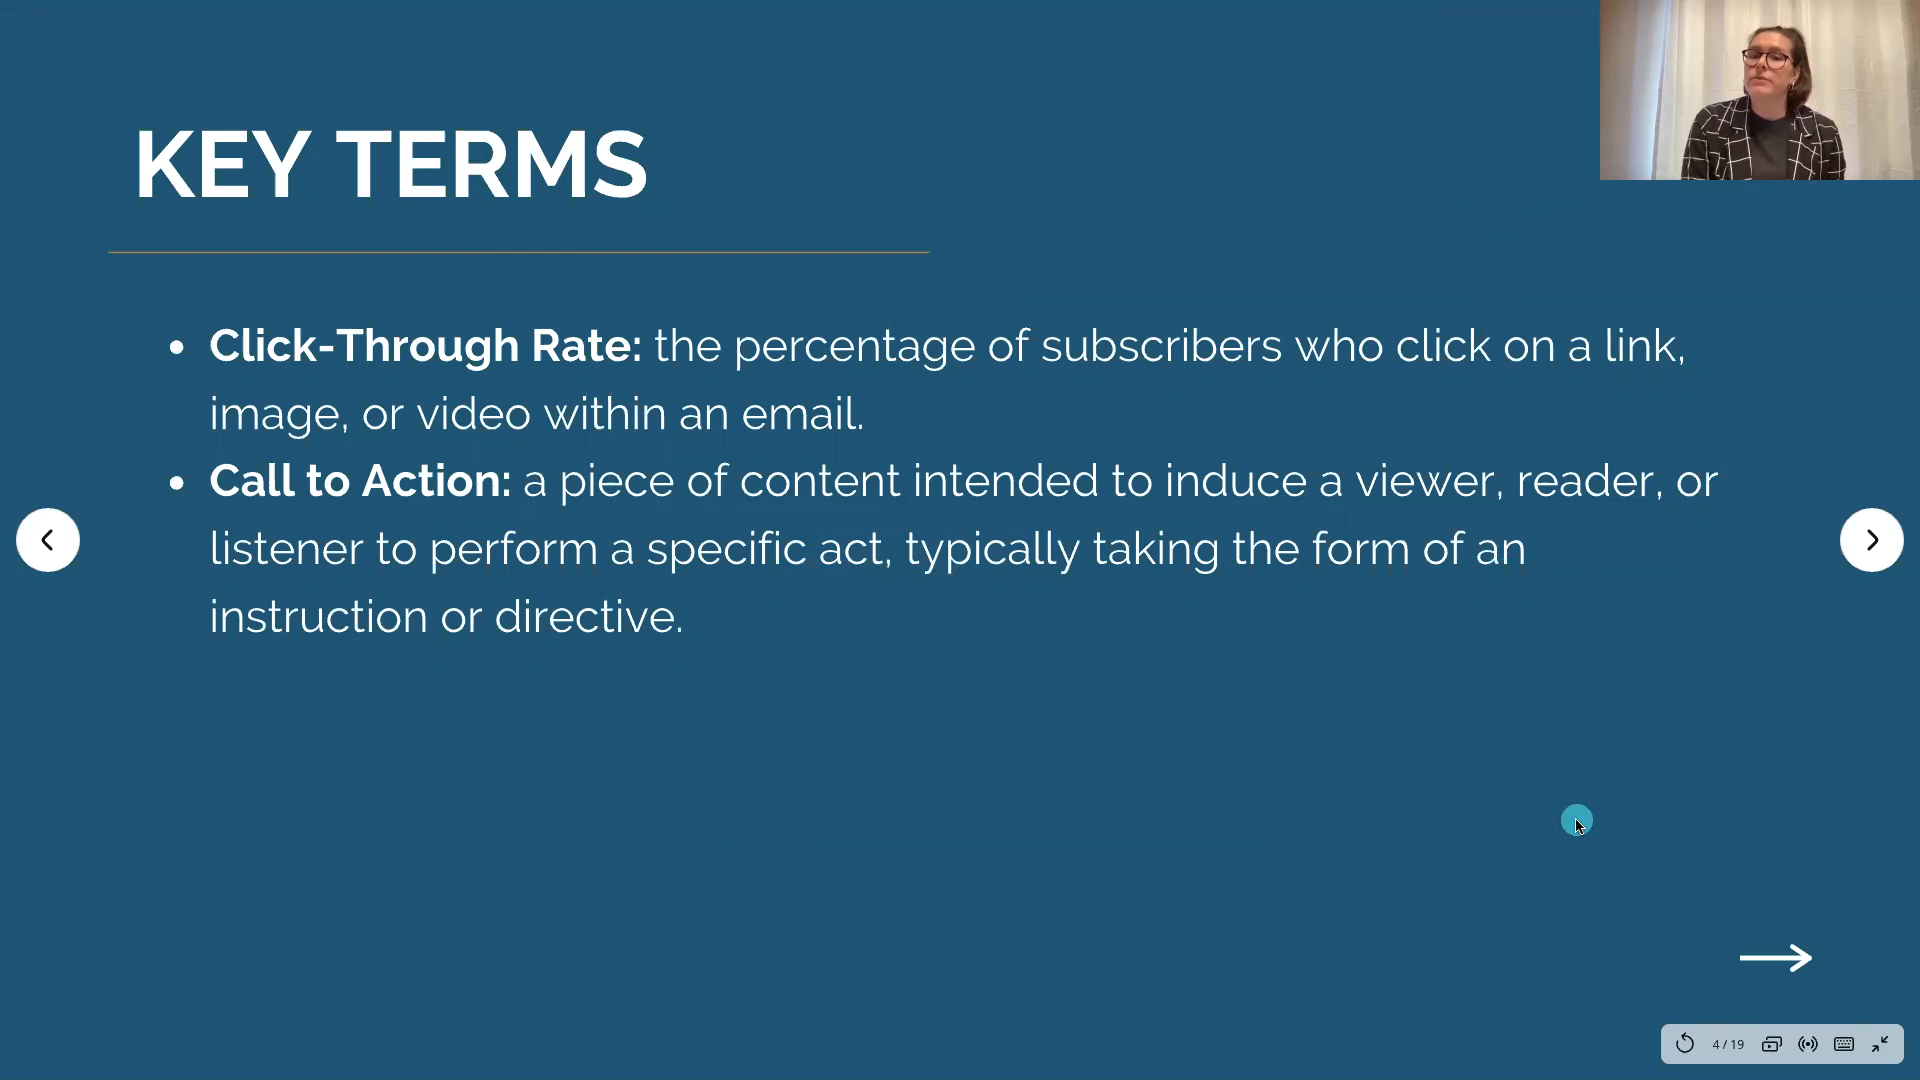 KEY TERMS
• Click-Through Rate: the percentage of subscribers who click on a link,
image, or video within an email.
• Call to Action: a piece of content intended to induce a viewer, reader, or
listener to perform a specific act, typically taking the form of an
instruction or directive.
4 / 19